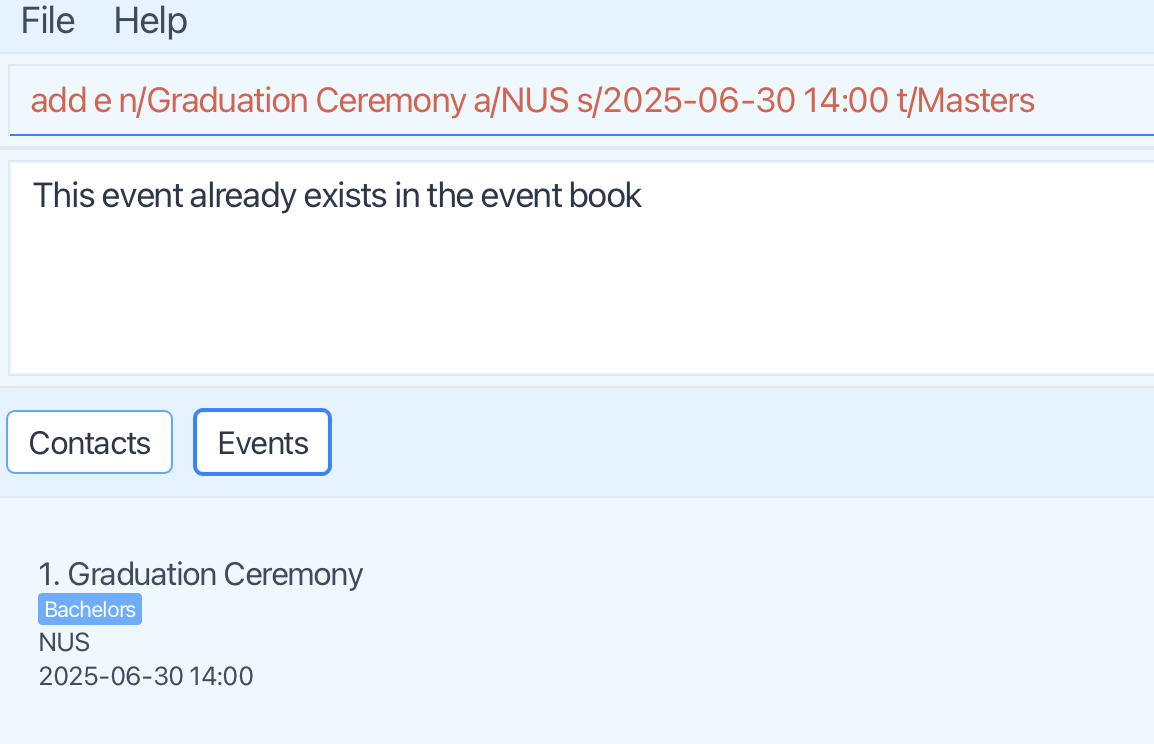 File Help
add e n/Graduation Ceremony a/NUS s/2025-06-30 14:00 t/Masters
This event already exists in the event book
Contacts Events
1. Graduation Ceremony
Bachelors
NUS
2025-06-30 14:00